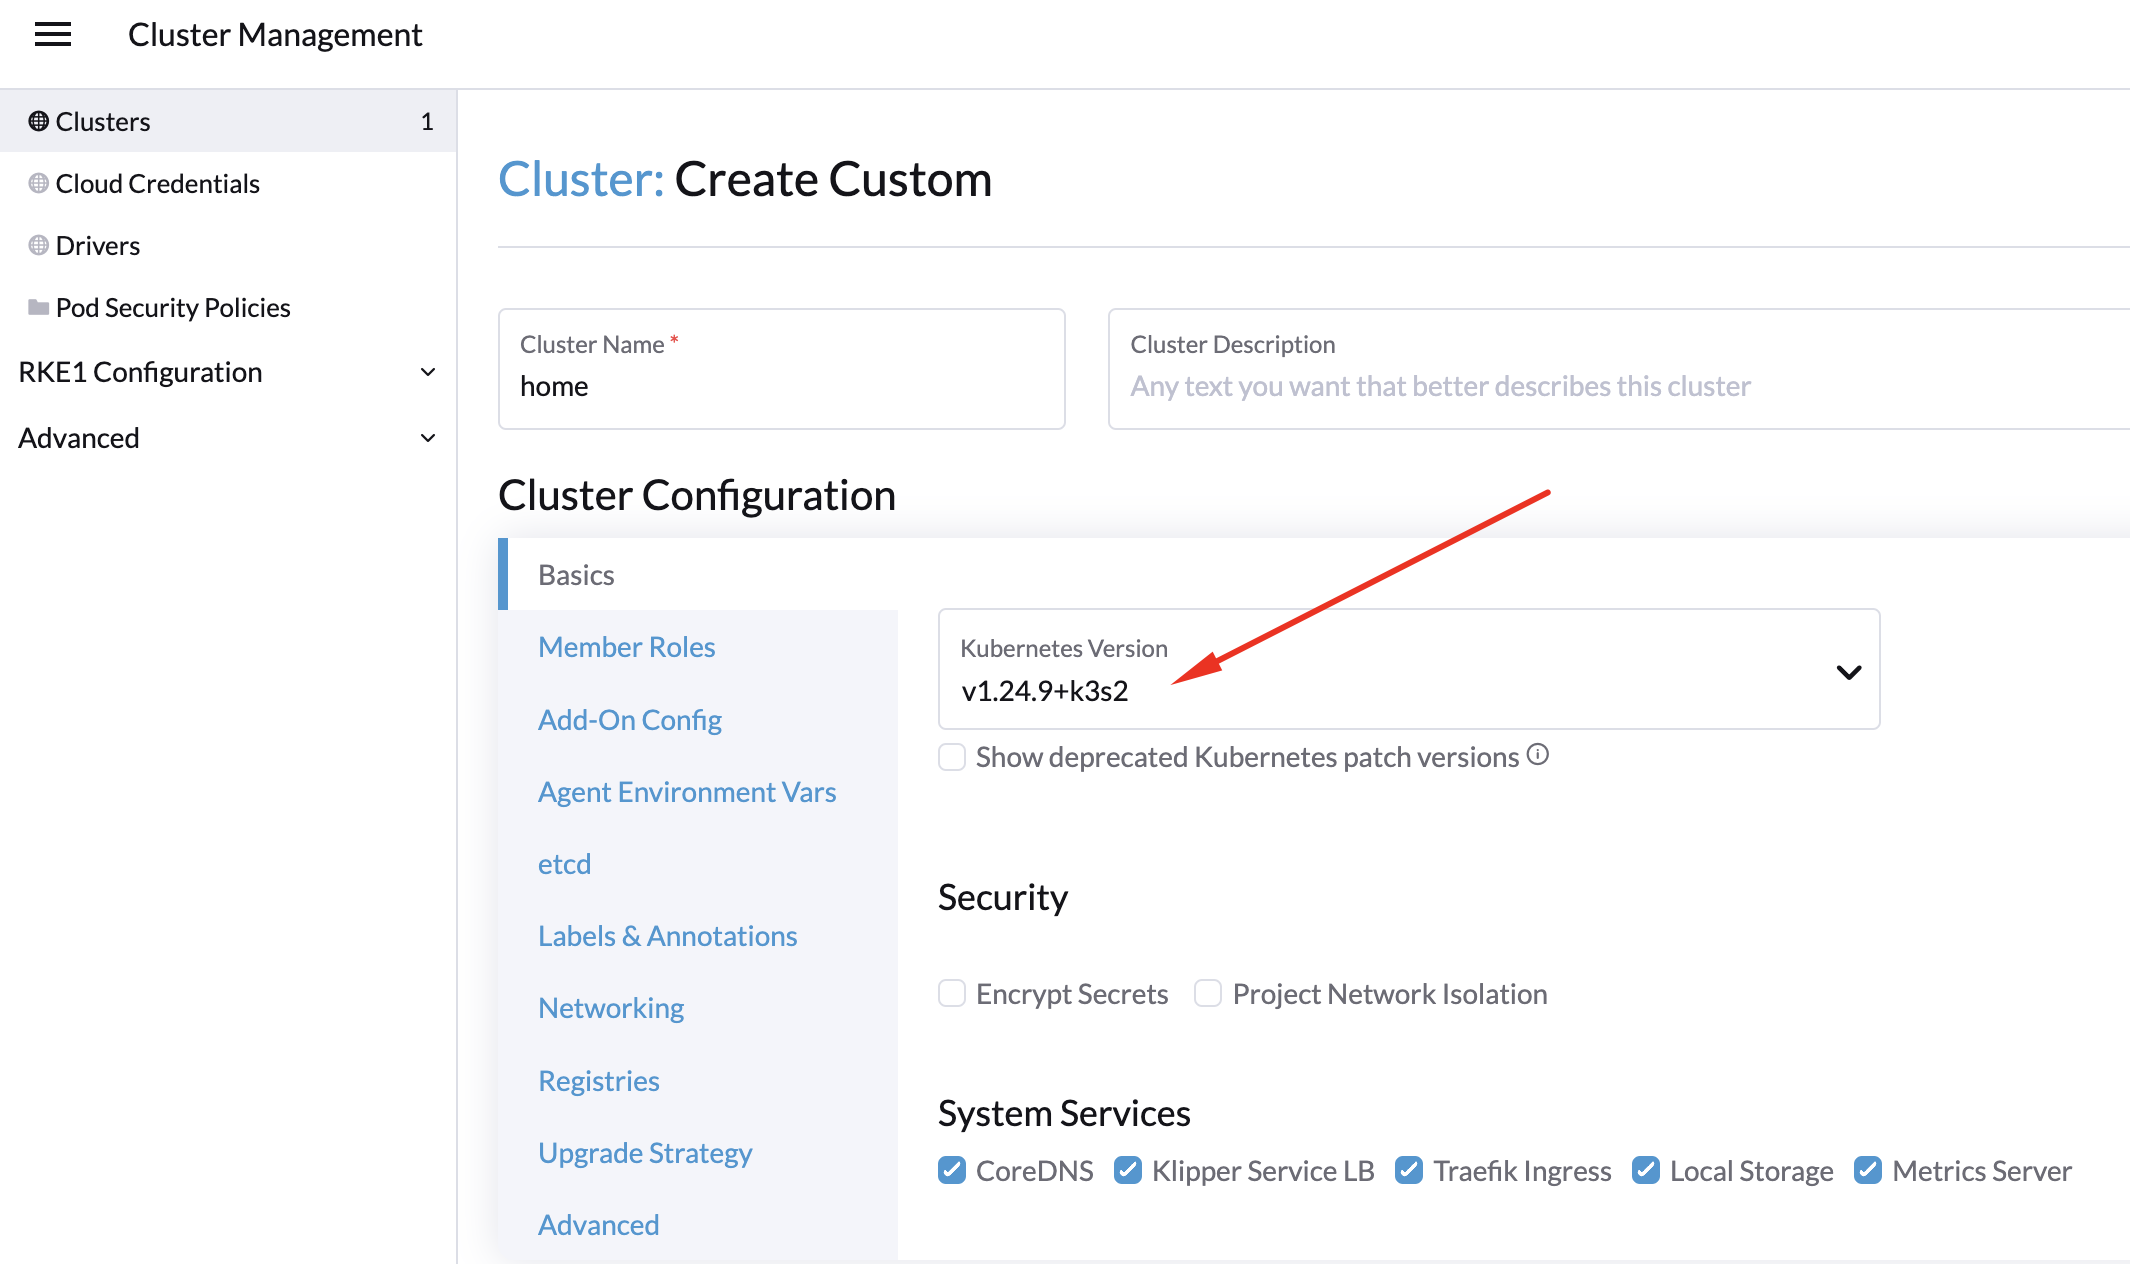 Cluster Management
Clusters 1
Cloud Credentials
Drivers
Pod Security Policies
RKE1 Configuration
Advanced
Cluster: Create Custom
Cluster Name *
home
Cluster Description
Any text you want that better describes this cluster
Cluster Configuration
Basics
Member Roles
Add-On Config
Agent Environment Vars
etcd
Labels & Annotations
Networking
Registries
Upgrade Strategy
Advanced
Kubernetes Version
v1.24.9+k3s2
Show deprecated Kubernetes patch versions
Security
Encrypt Secrets Project Network Isolation
System Services
CoreDNS Klipper Service LB Traefik Ingress Local Storage Metrics Server